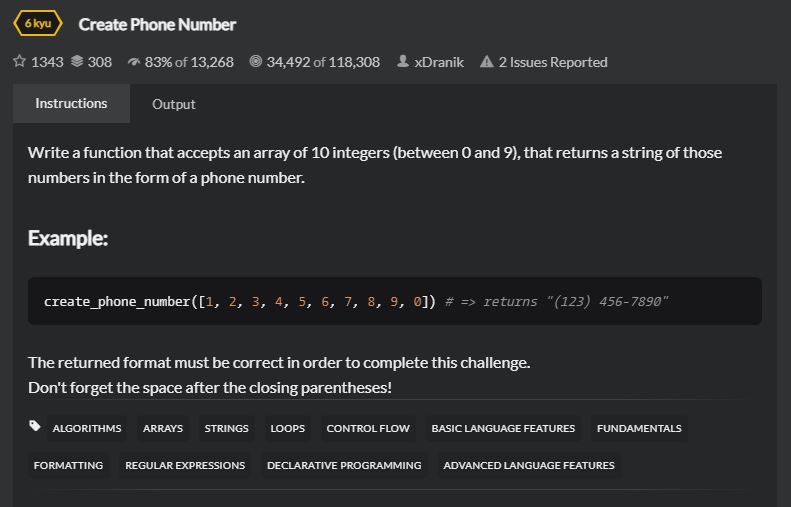 6 kyu Create Phone Number
1343 308 83% of 13,268 34,492 of 118,308 xDranik 2 Issues Reported
Instructions Output
Write a function that accepts an array of 10 integers (between 0 and 9), that returns a string of those
numbers in the form of a phone number.
Example:
create_phone_number([1, 2, 3, 4, 5, 6, 7, 8, 9, 0]) # => returns "(123) 456-7890"
The returned format must be correct in order to complete this challenge.
Don't forget the space after the closing parentheses!
ALGORITHMS ARRAYS STRINGS LOOPS CONTROL FLOW BASIC LANGUAGE FEATURES FUNDAMENTALS
FORMATTING REGULAR EXPRESSIONS DECLARATIVE PROGRAMMING ADVANCED LANGUAGE FEATURES